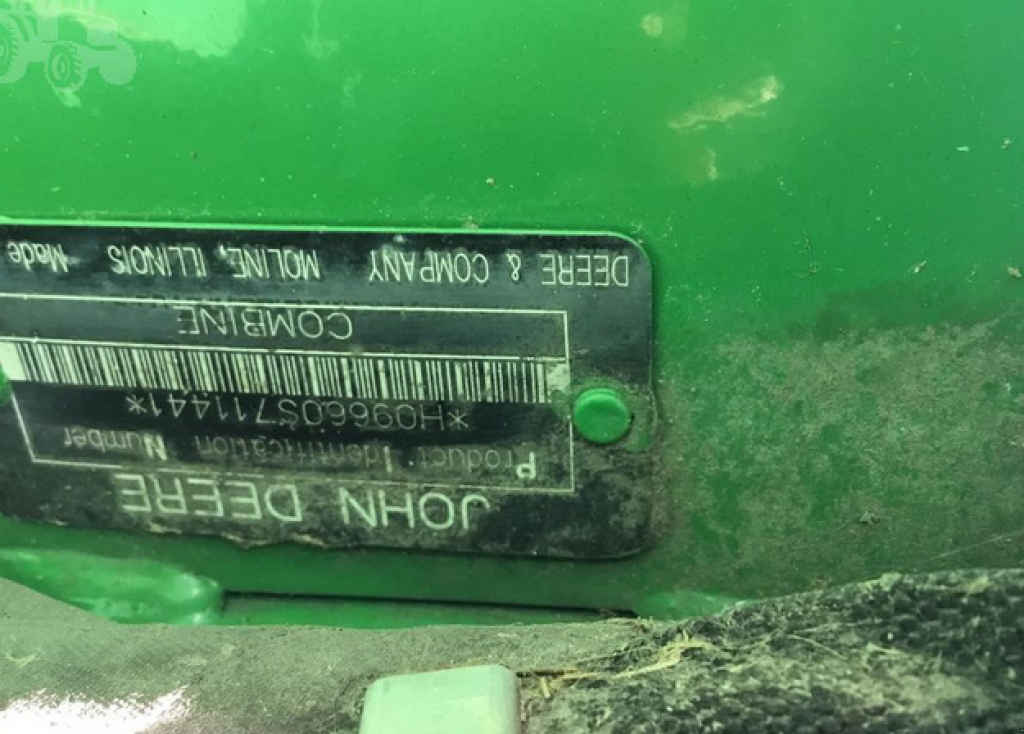 JOHN DEERE
Product Identification Number
*H09660S711441*
COMBINE
DEERE & COMPANY MOLINE, ILLINOIS Made